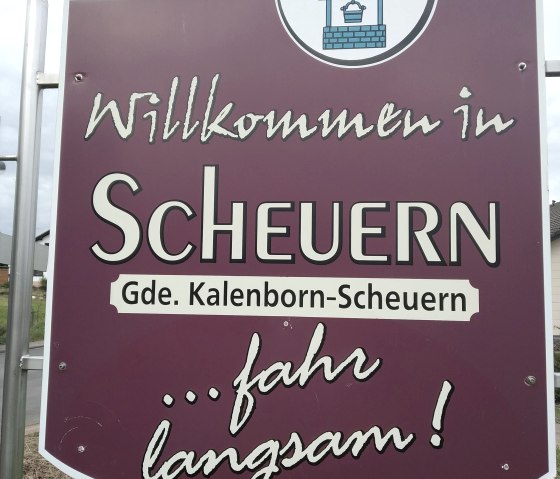 Willkommen in
SCHEUERN
Gde. Kalenborn-Scheuern
...fahr
langsam!